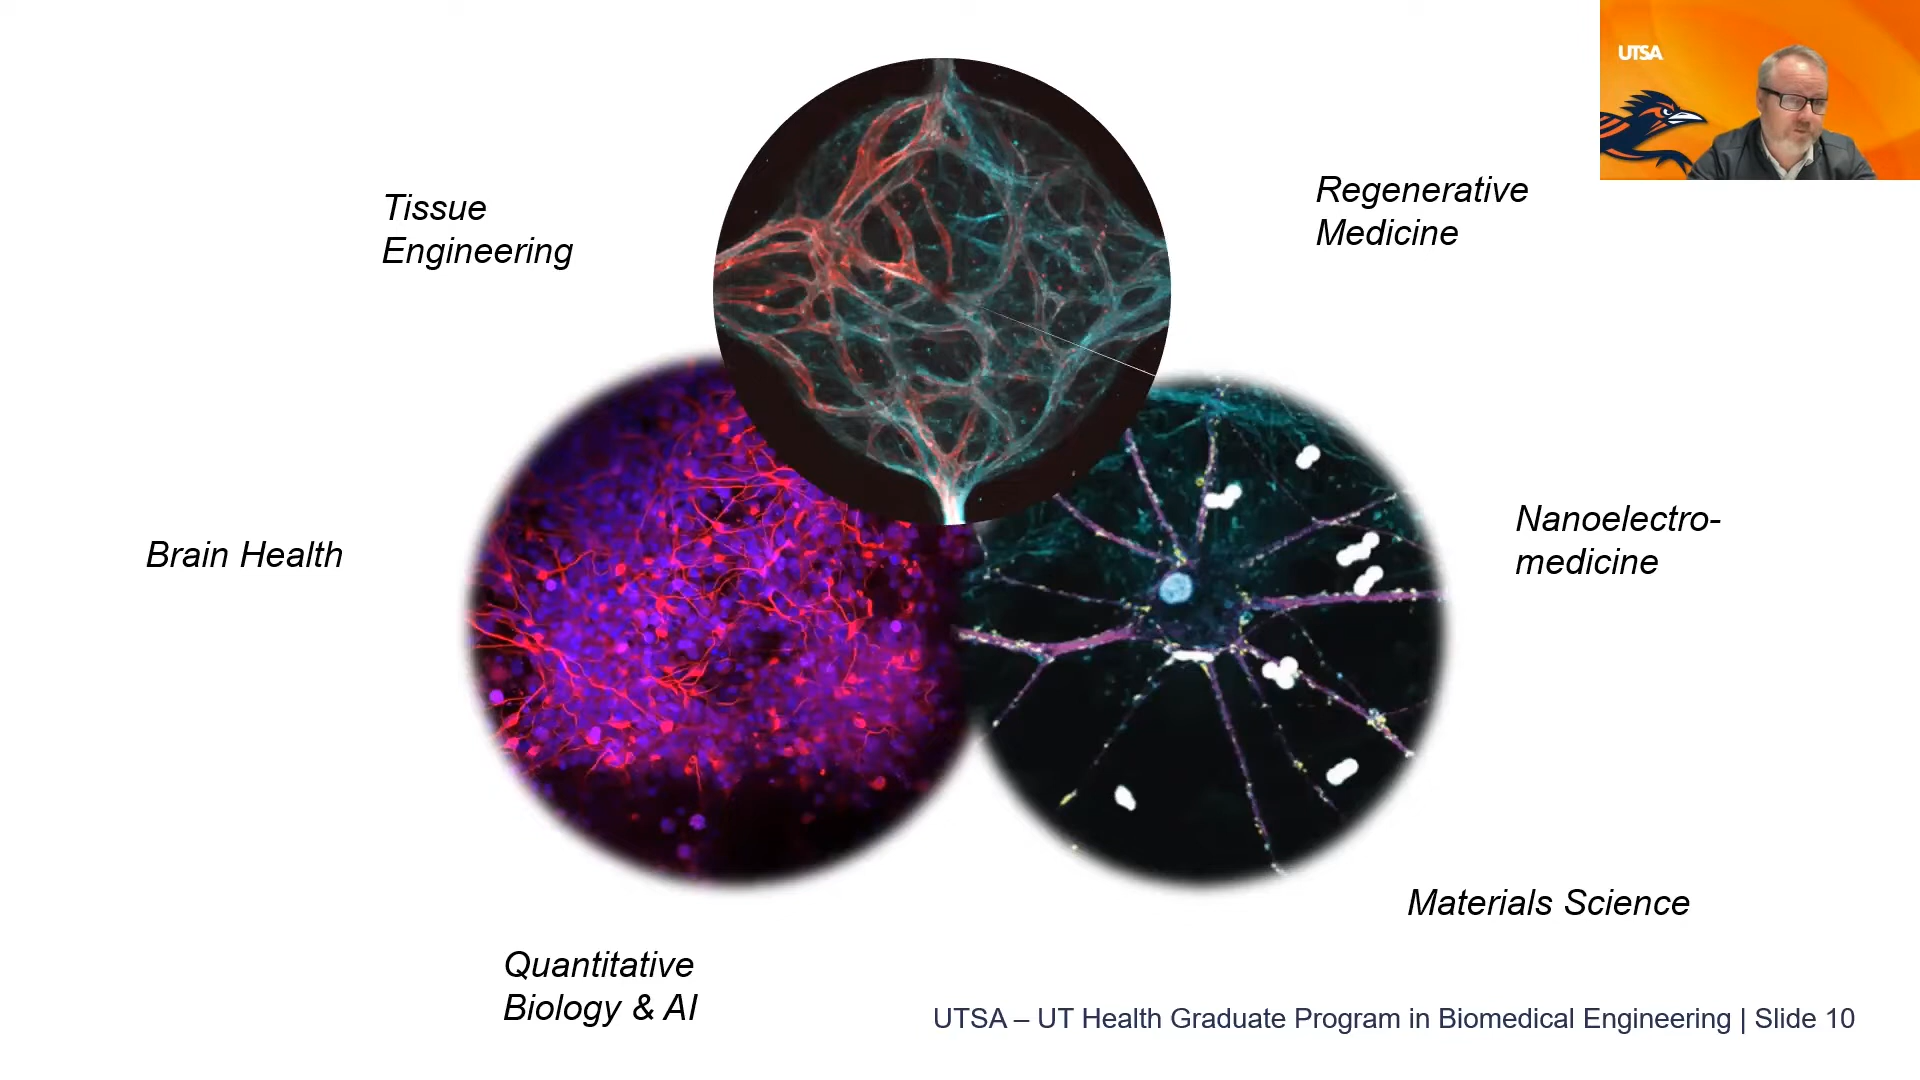 UTSA
Tissue
Engineering
Regenerative
Medicine
Brain Health
Nanoelectro-
medicine
Materials Science
Quantitative
Biology & AI
UTSA – UT Health Graduate Program in Biomedical Engineering | Slide 10